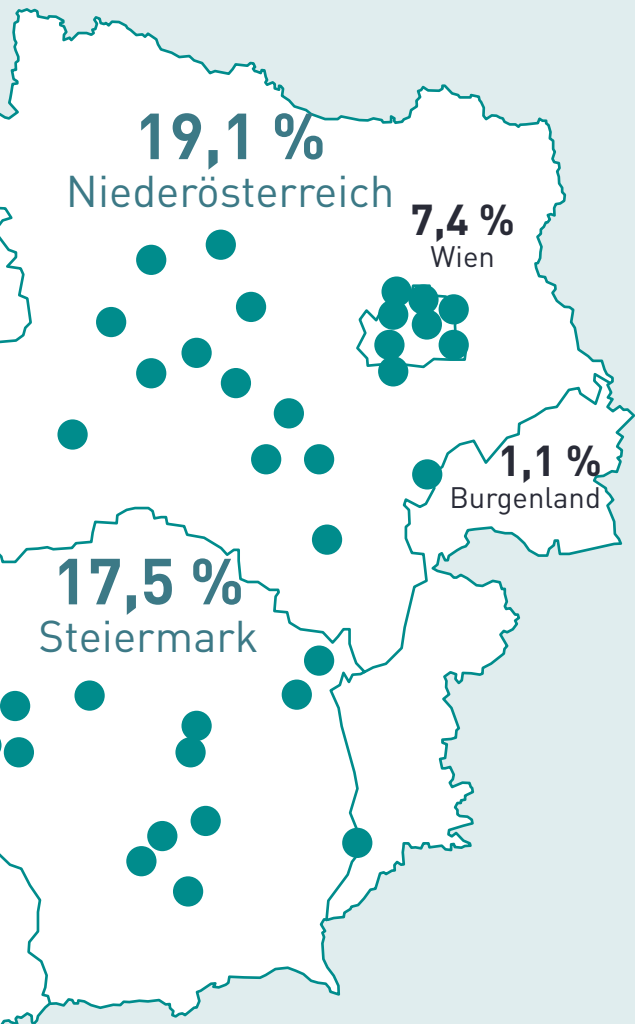 19,1 %
Niederösterreich
7,4 %
Wien
1,1 %
Burgenland
17,5 %
Steiermark